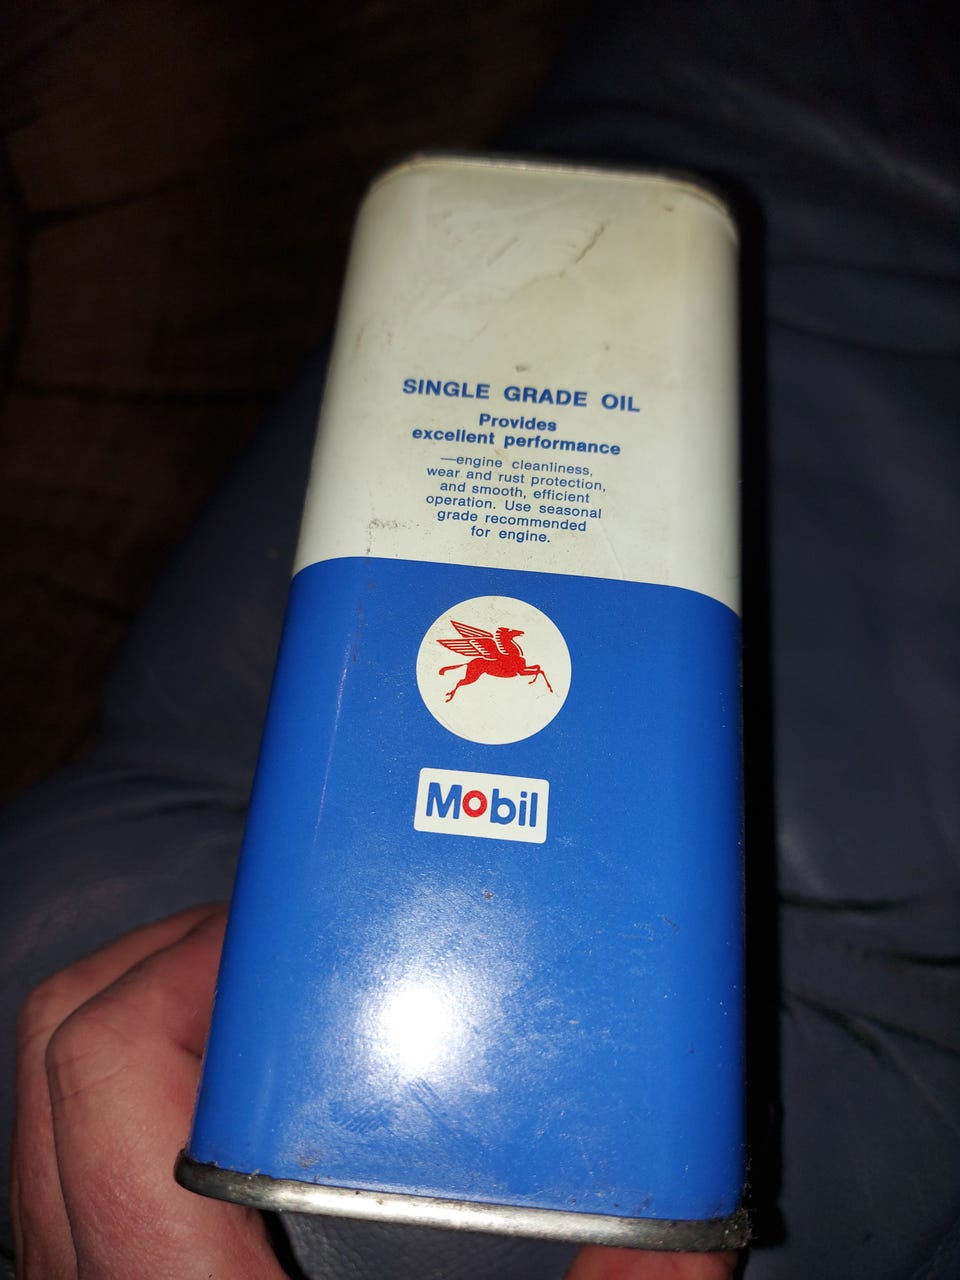 SINGLE GRADE OIL
Provides
excellent performance
—engine cleanliness,
wear and rust protection,
and smooth, efficient
operation. Use seasonal
grade recommended
for engine.
Mobil